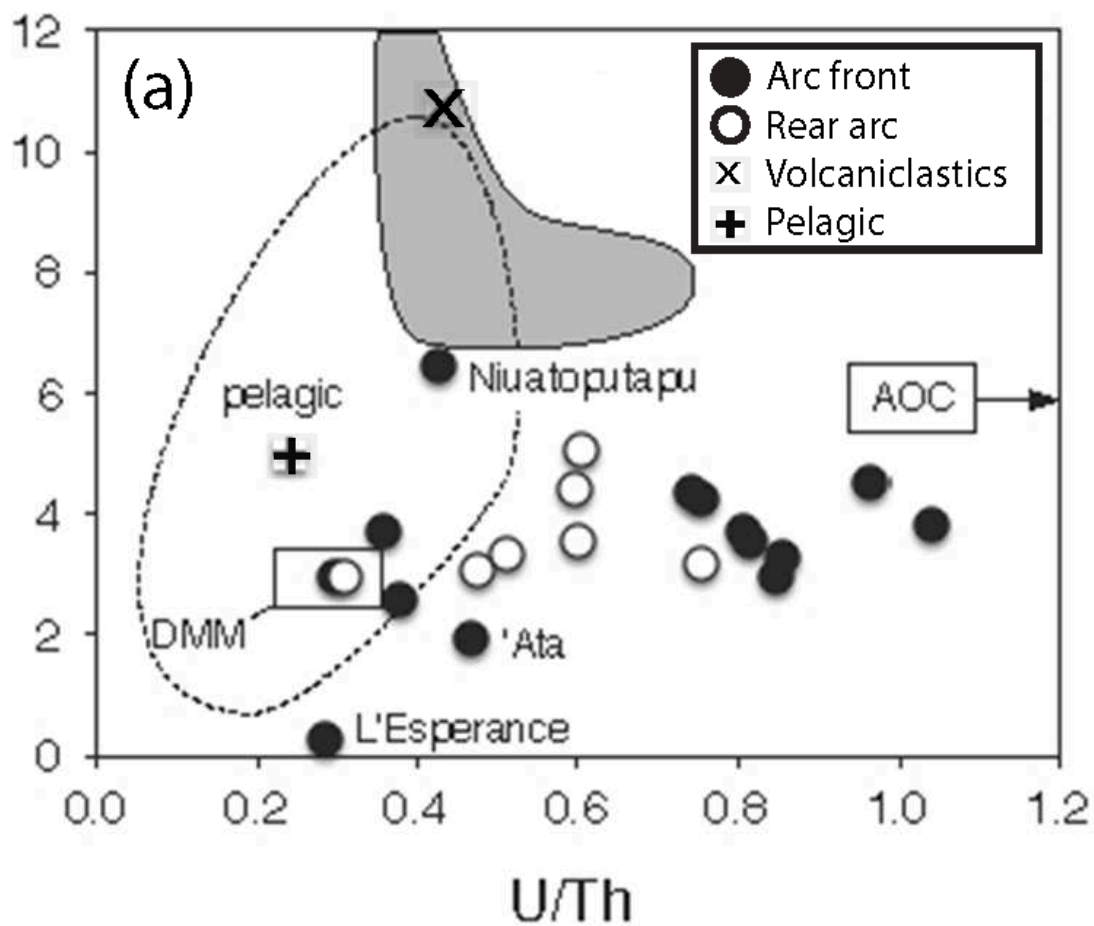 12
(a)
Arc front
Rear arc
Volcaniclastics
Pelagic
10
8
6
4
2
0
Niuatoputapu
pelagic
AOC
DMM
'Ata
L'Esperance
0.0 0.2 0.4 0.6 0.8 1.0 1.2
U/Th